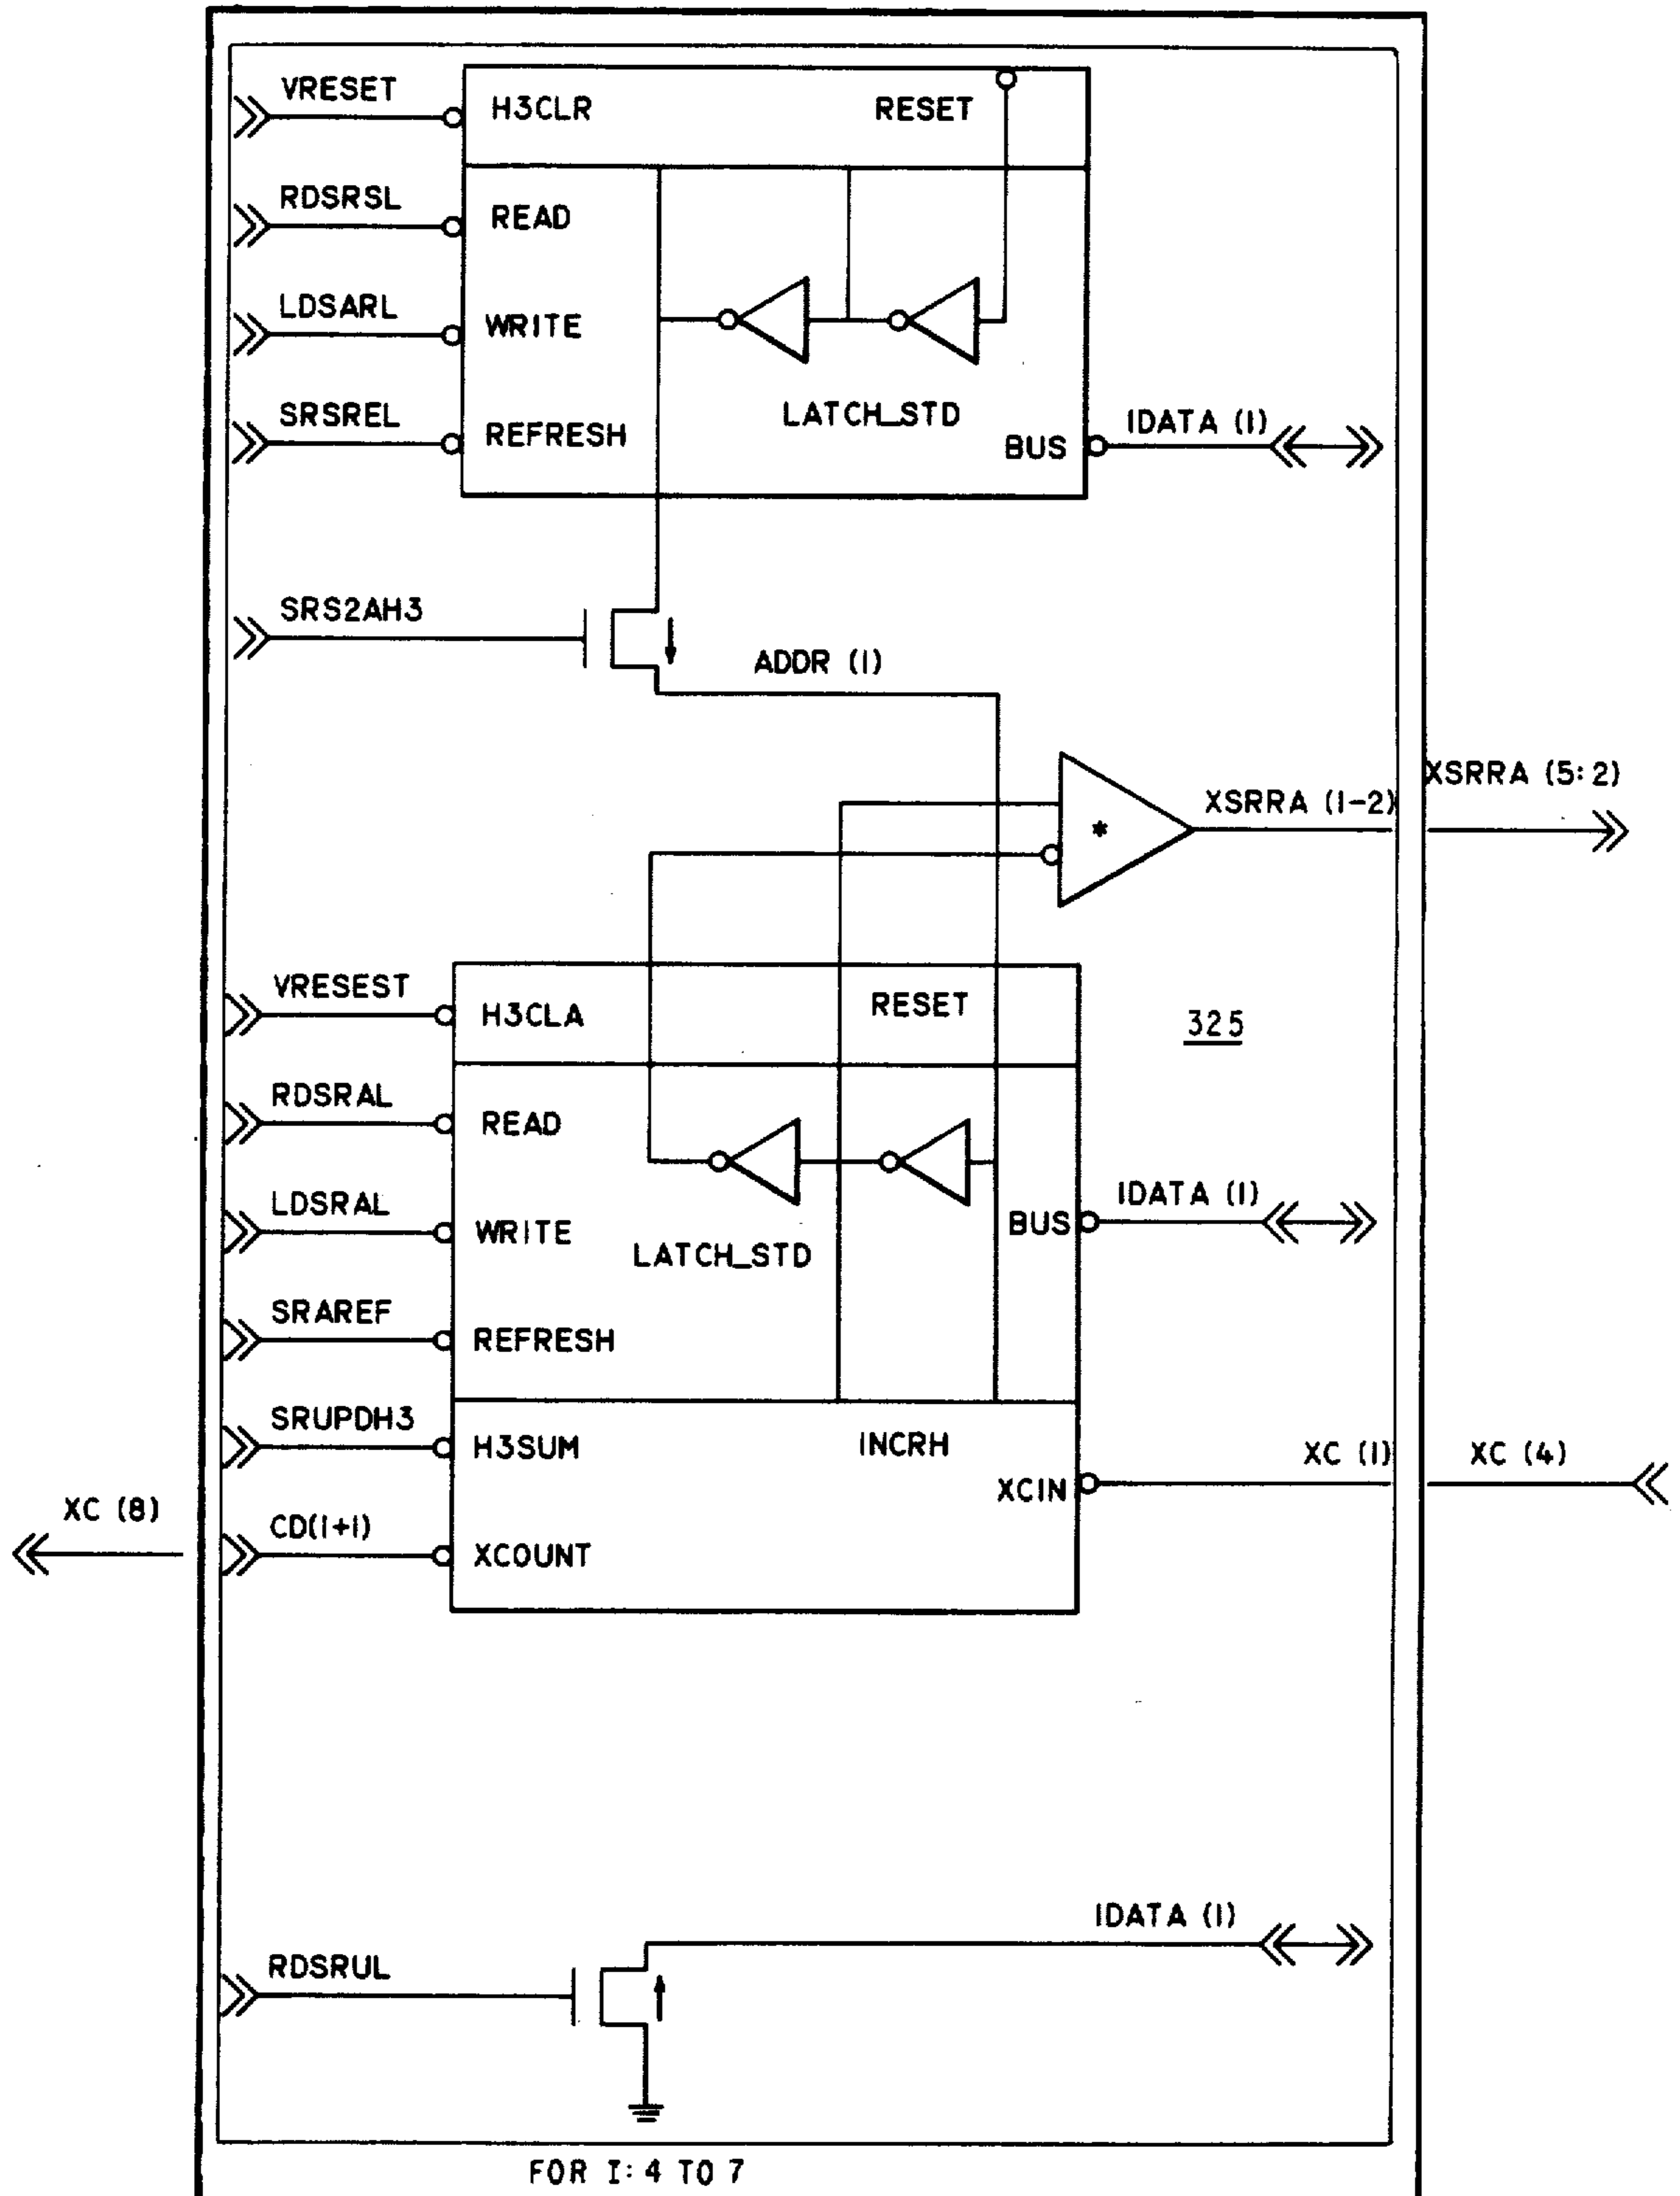 VRESET
H3CLR
RESET
RDSRSL
READ
LDSARL
WRITE
SRSREL
REFRESH
LATCH_STD
BUS
IDATA (I)
SRS2AH3
ADDR (I)
XSRRA (I-2)
XSRRA (5:2)
*
VRESEST
H3CLA
RESET
325
RDSRAL
READ
LDSRAL
WRITE
LATCH_STD
BUS
IDATA (I)
SRAREF
REFRESH
SRUPDH3
H3SUM
INCRH
XCIN
XC (I)
XC (4)
XC (8)
CD(I+I)
XCOUNT
IDATA (I)
RDSRUL
FOR I: 4 TO 7